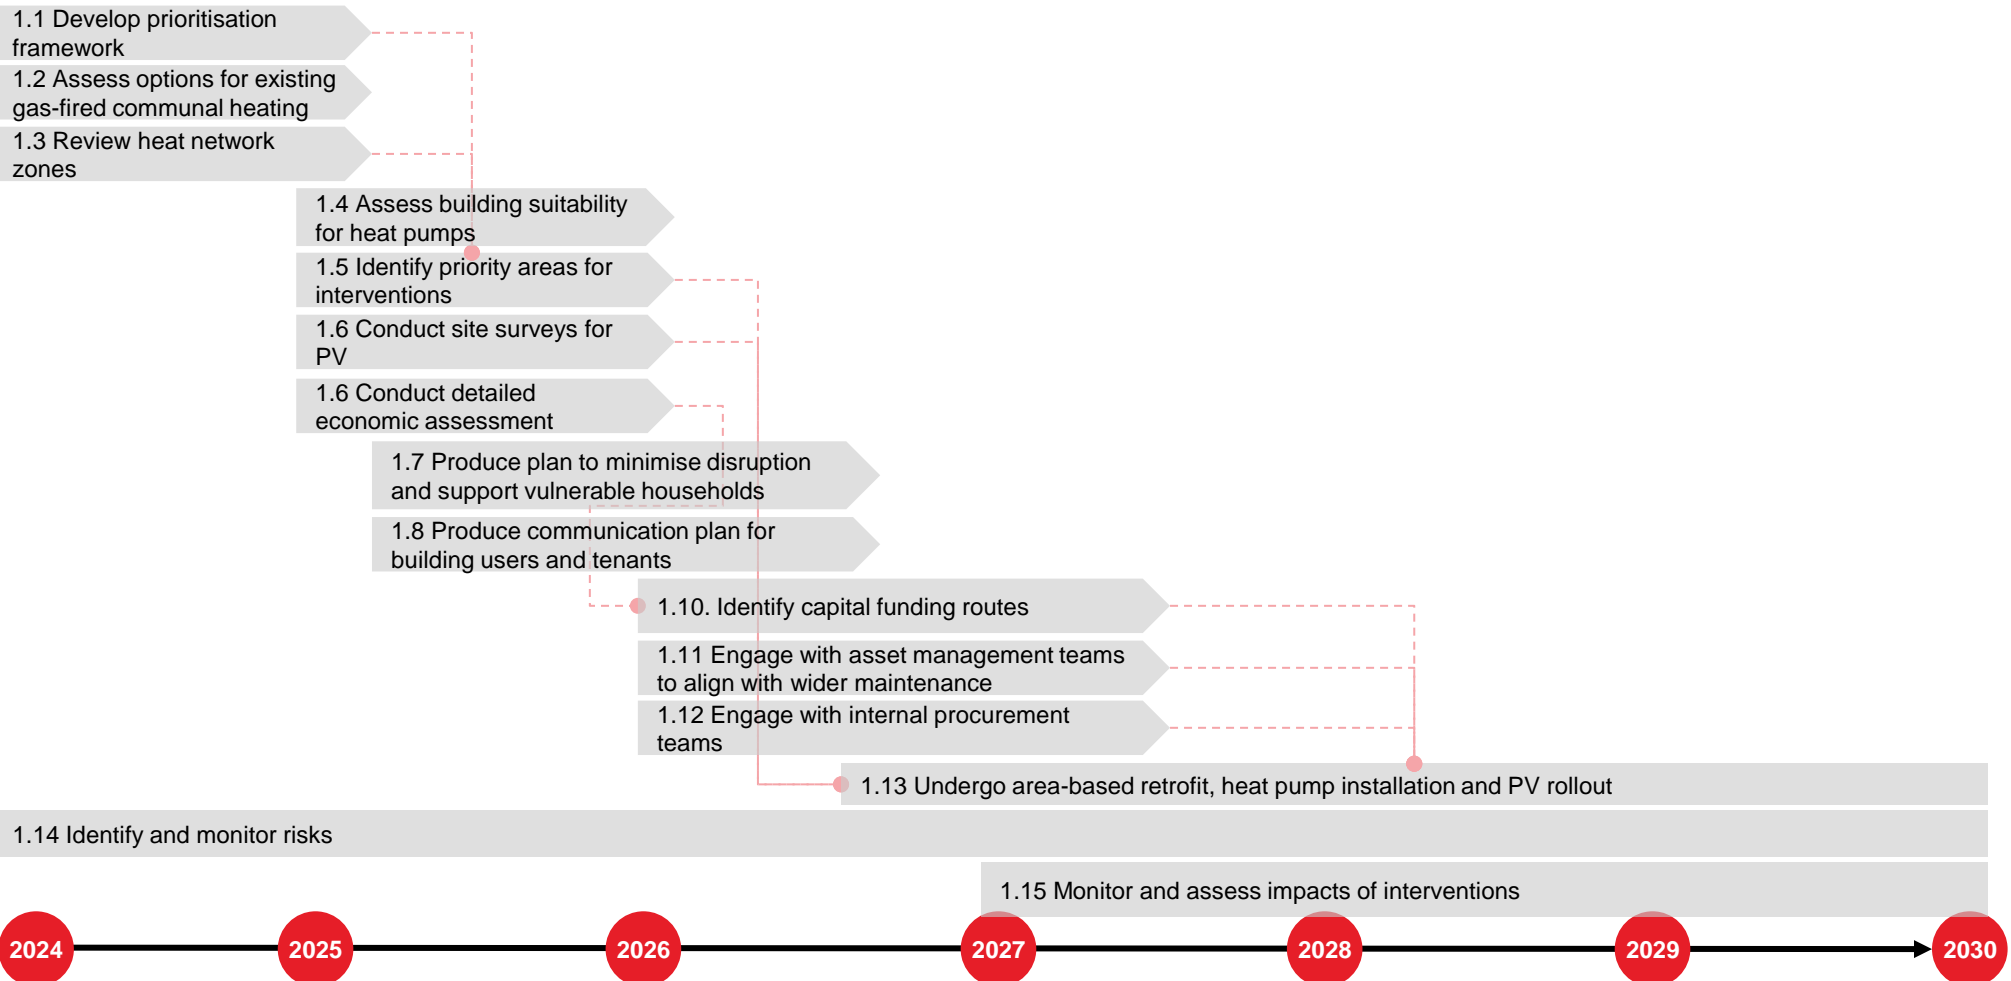 1.1 Develop prioritisation
framework
1.2 Assess options for existing
gas-fired communal heating
1.3 Review heat network
zones
1.4 Assess building suitability
for heat pumps
1.5 Identify priority areas for
interventions
1.6 Conduct site surveys for
PV
1.6 Conduct detailed
economic assessment
1.7 Produce plan to minimise disruption
and support vulnerable households
1.8 Produce communication plan for
building users and tenants
1.10. Identify capital funding routes
1.11 Engage with asset management teams
to align with wider maintenance
1.12 Engage with internal procurement
teams
1.13 Undergo area-based retrofit, heat pump installation and PV rollout
1.14 Identify and monitor risks
1.15 Monitor and assess impacts of interventions
2024 2025 2026 2027 2028 2029 2030